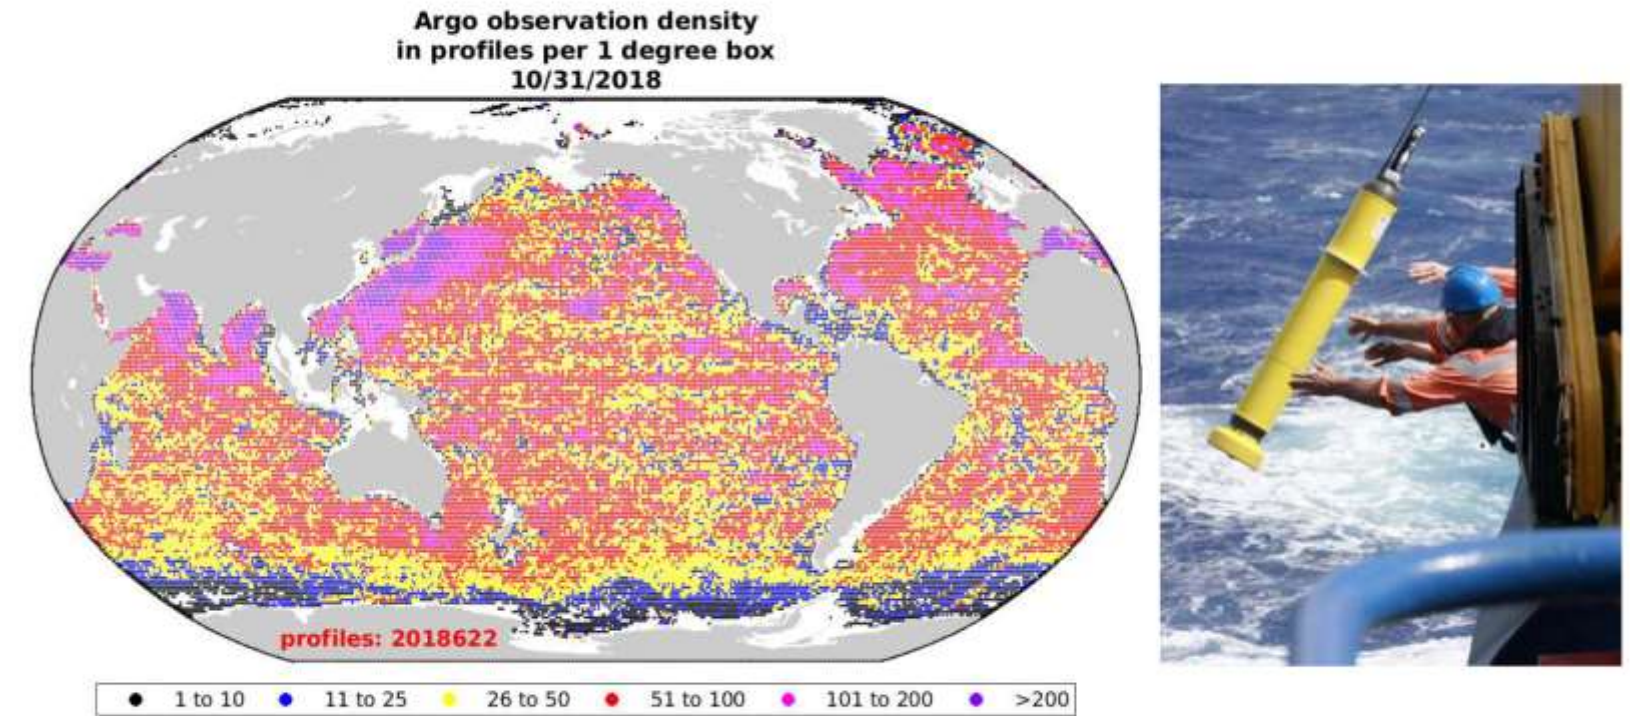 Argo observation density
in profiles per 1 degree box
10/31/2018
profiles: 2018622
1 to 10 11 to 25 26 to 50 51 to 100 101 to 200 >200